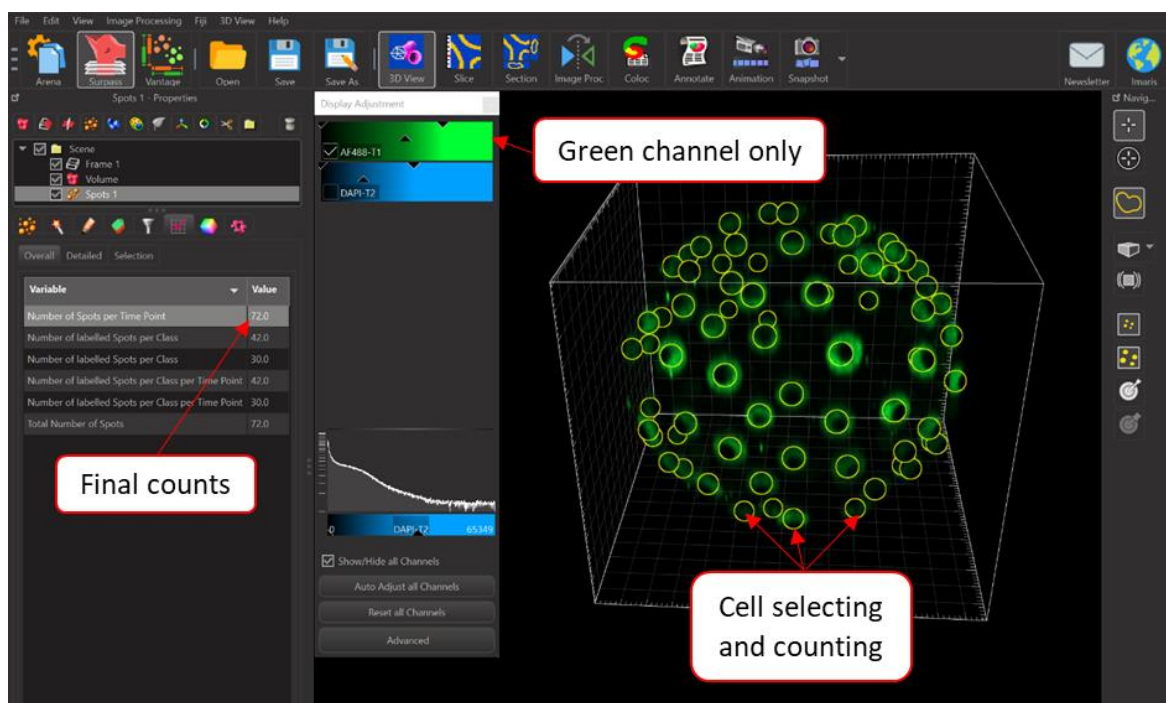 File Edit View Image Processing Fiji 3D View Help
Arena Surpass Vantage Open Save Save As 3D View Slice Section Image Proc Coloc Annotate Animation Snapshot Newsletter Imaris
Spots 1 - Properties
Scene
Frame 1
Volume
Spots 1
Overall Detailed Selection
Variable Value
Number of Spots per Time Point 72.0
Number of labelled Spots per Class 42.0
Number of labelled Spots per Class 30.0
Number of labelled Spots per Class per Time Point 42.0
Number of labelled Spots per Class per Time Point 30.0
Total Number of Spots 72.0
Final counts
Display Adjustment
AF488-T1
DAPI-T2
0 DAPI-T2 65349
Show/Hide all Channels
Auto Adjust all Channels
Reset all Channels
Advanced
Green channel only
Cell selecting
and counting
Navig...